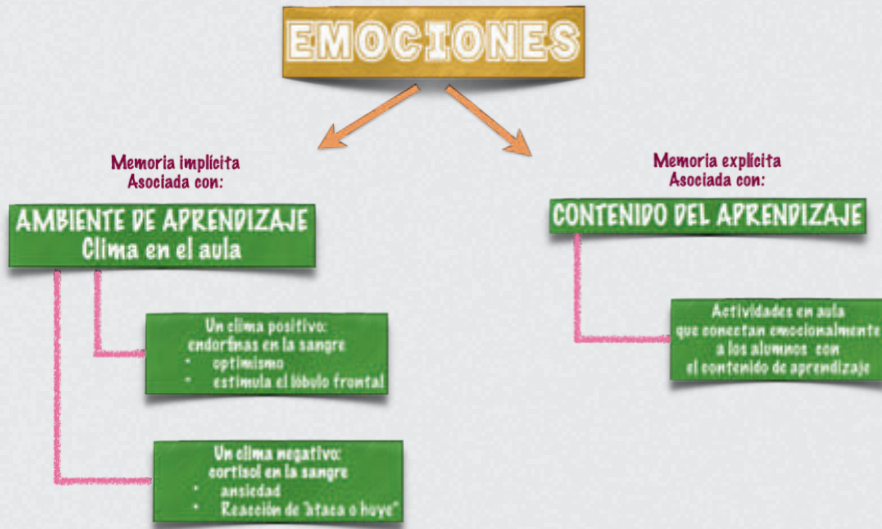 EMOCIONES
Memoria implícita
Asociada con:
AMBIENTE DE APRENDIZAJE
Clima en el aula
Un clima positivo:
endorfinas en la sangre
• optimismo
• estimula el lóbulo frontal
Un clima negativo:
cortisol en la sangre
• ansiedad
• Reacción de "ataca o huye"
Memoria explícita
Asociada con:
CONTENIDO DEL APRENDIZAJE
Actividades en aula
que conectan emocionalmente
a los alumnos con
el contenido de aprendizaje